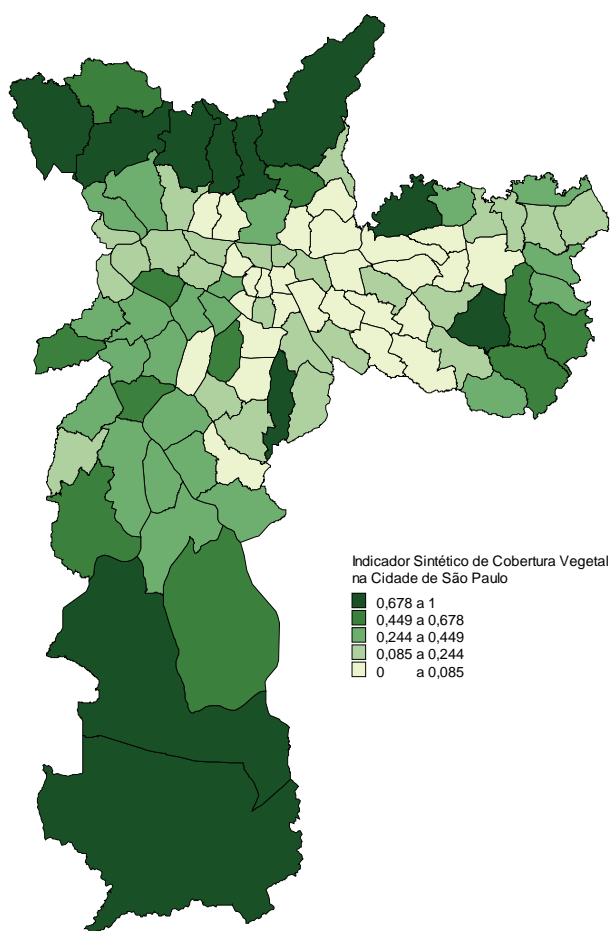 Indicador Sintético de Cobertura Vegetal
na Cidade de São Paulo
0,678 a 1
0,449 a 0,678
0,244 a 0,449
0,085 a 0,244
0 a 0,085